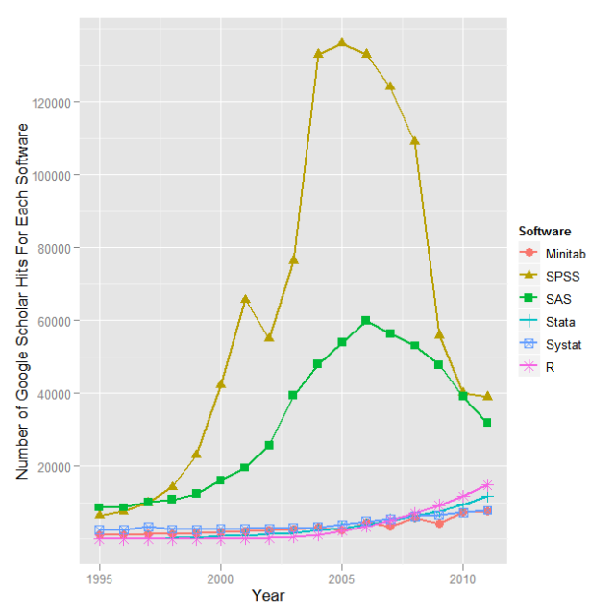 Number of Google Scholar Hits For Each Software
120000
100000
80000
60000
40000
20000
1995
2000
2005
2010
Year
Software
Minitab
SPSS
SAS
Stata
Systat
R